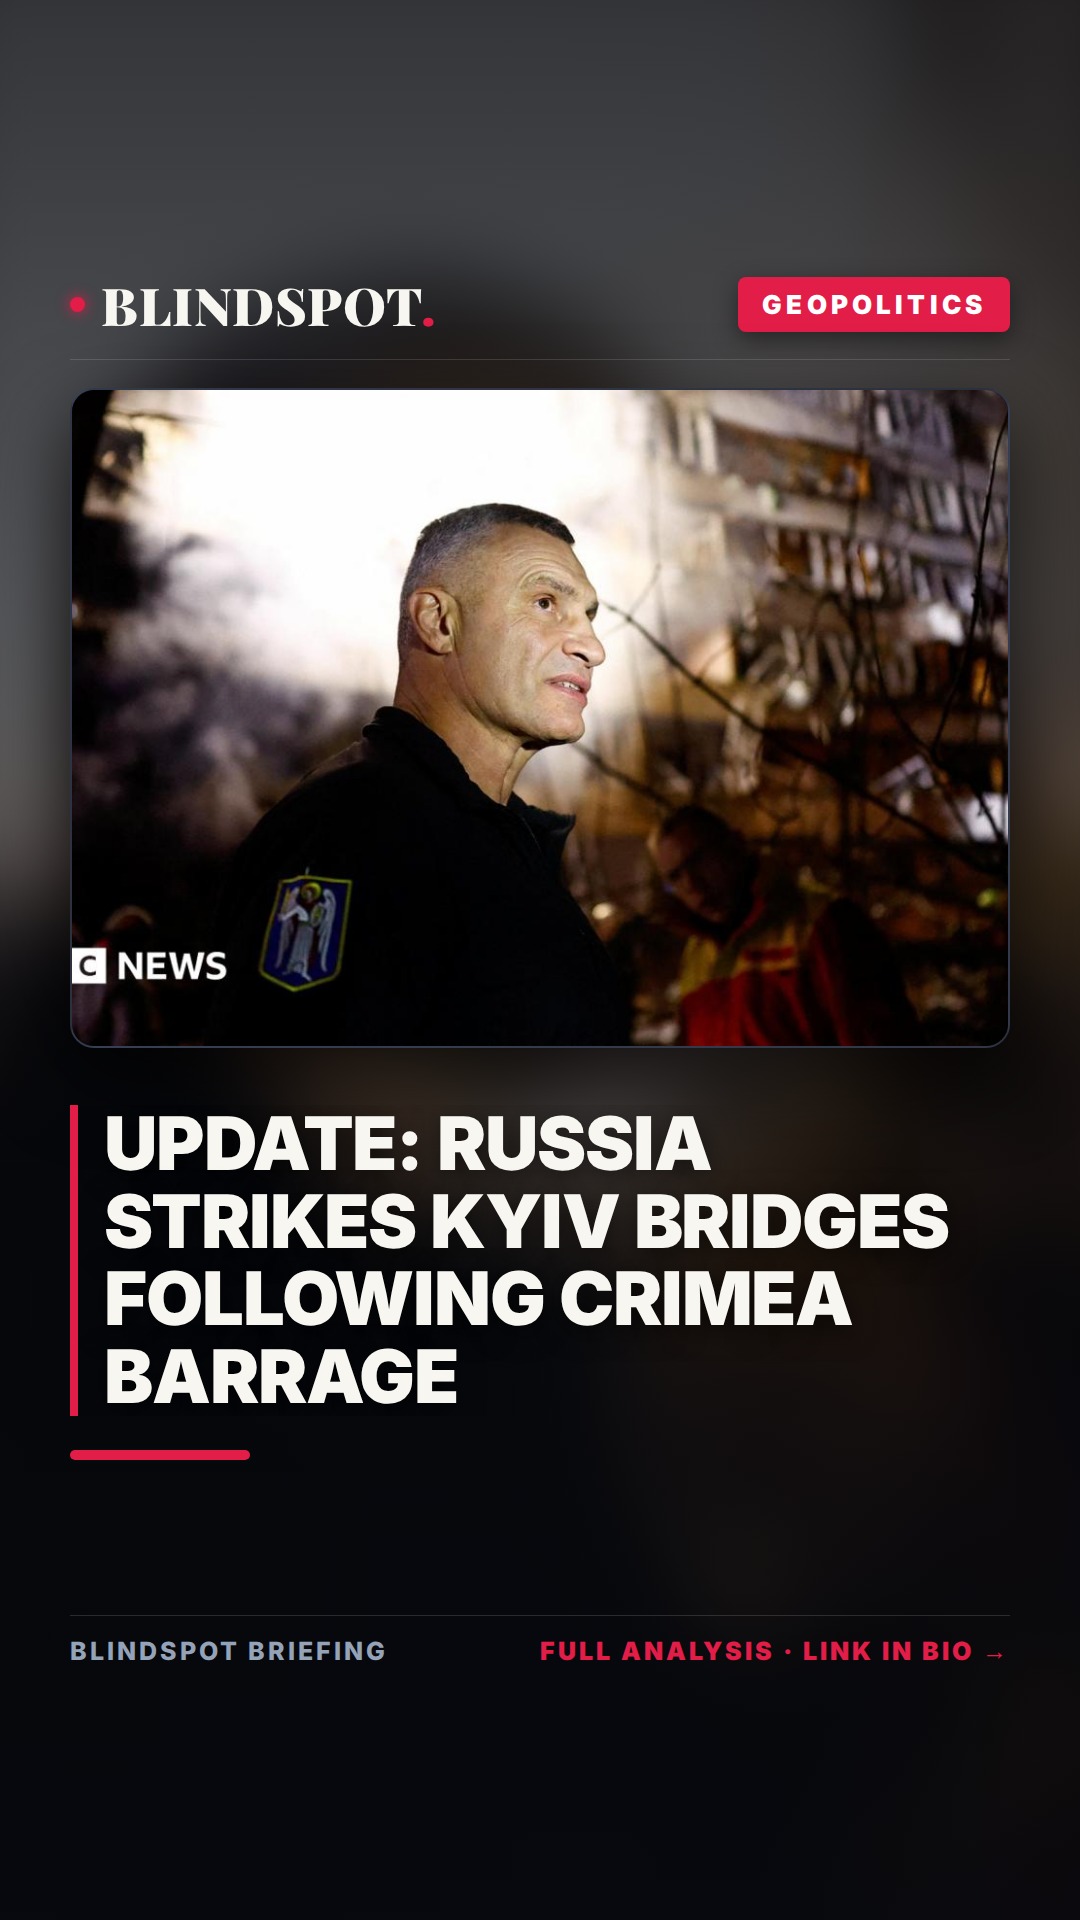 BLINDSPOT.
GEOPOLITICS
C NEWS
UPDATE: RUSSIA
STRIKES KYIV BRIDGES
FOLLOWING CRIMEA
BARRAGE
BLINDSPOT BRIEFING
FULL ANALYSIS · LINK IN BIO →